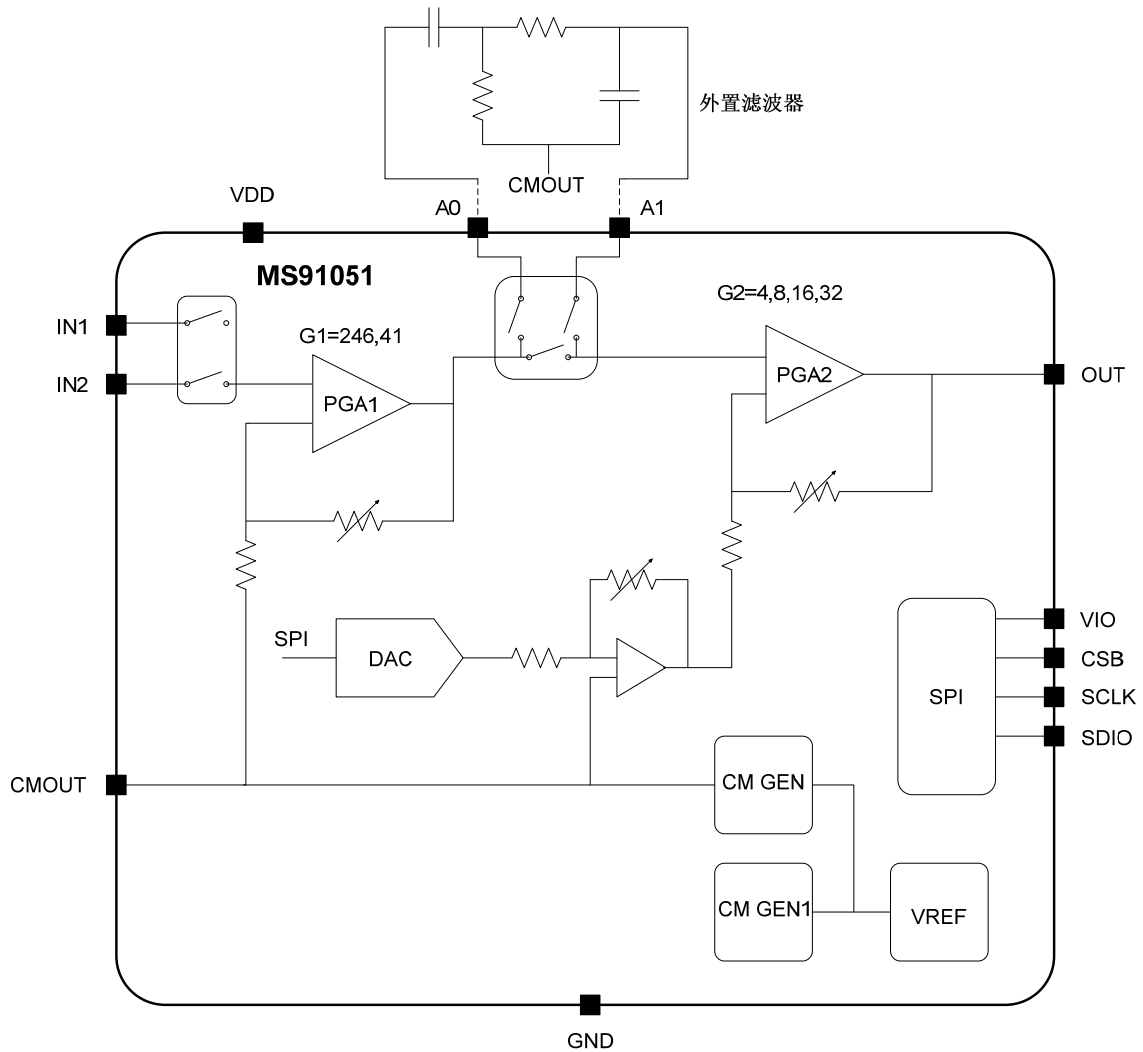 外置滤波器
CMOUT
VDD
A0
A1
MS91051
G2=4,8,16,32
IN1
G1=246,41
IN2
PGA1
PGA2
OUT
SPI
DAC
VIO
CSB
SPI
SCLK
SDIO
CMOUT
CM GEN
CM GEN1
VREF
GND